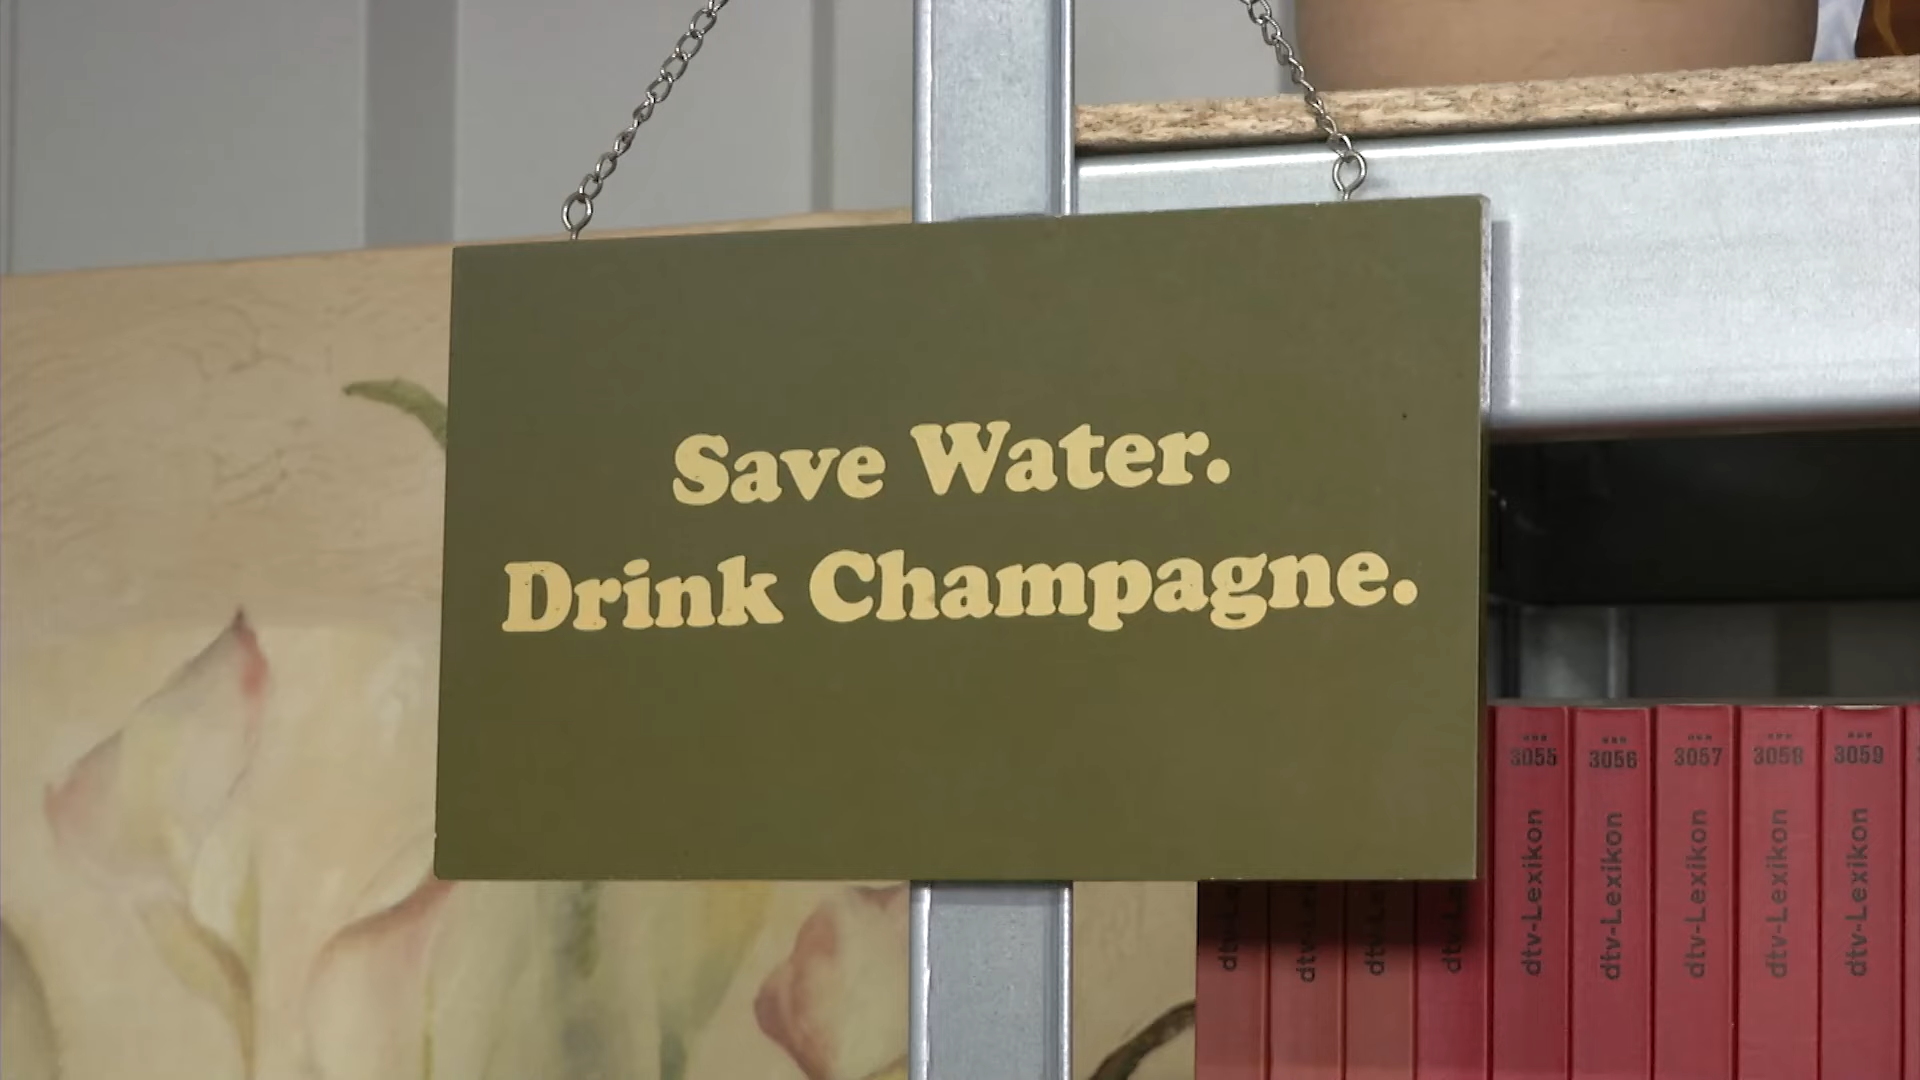 Save Water.
Drink Champagne.
3055
3056
3057
3058
3059
dtv-Lexikon
dtv-Lexikon
dtv-Lexikon
dtv-Lexikon
dtv-Lexikon